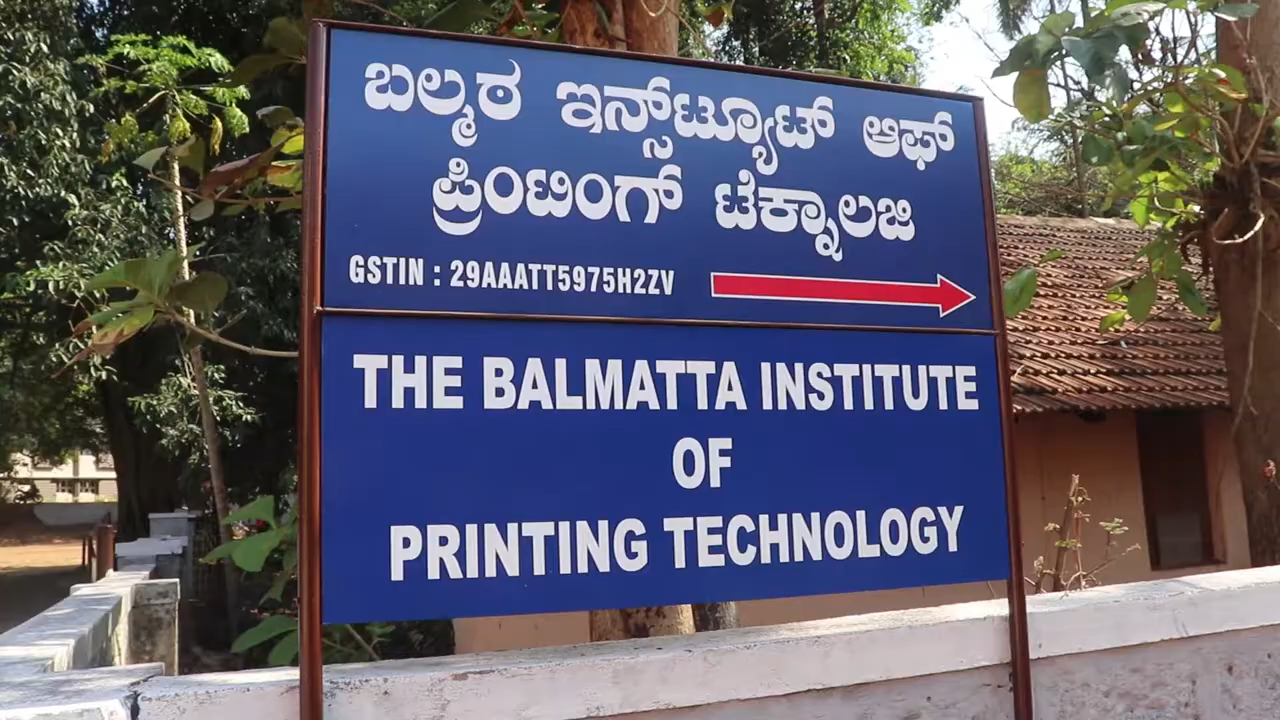 ಬಲ್ಮಠ ಇನ್ಸ್‌ಟ್ಯೂಟ್ ಆಫ್
ಪ್ರಿಂಟಿಂಗ್ ಟೆಕ್ನಾಲಜಿ
GSTIN : 29AAATT5975H2ZV
THE BALMATTA INSTITUTE
OF
PRINTING TECHNOLOGY